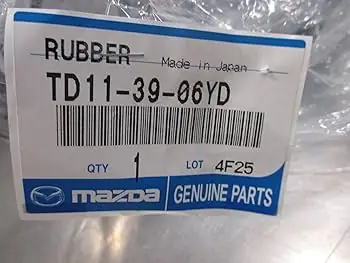 RUBBER Made in Japan
TD11-39-06YD
QTY 1 LOT 4F25
mazda GENUINE PARTS